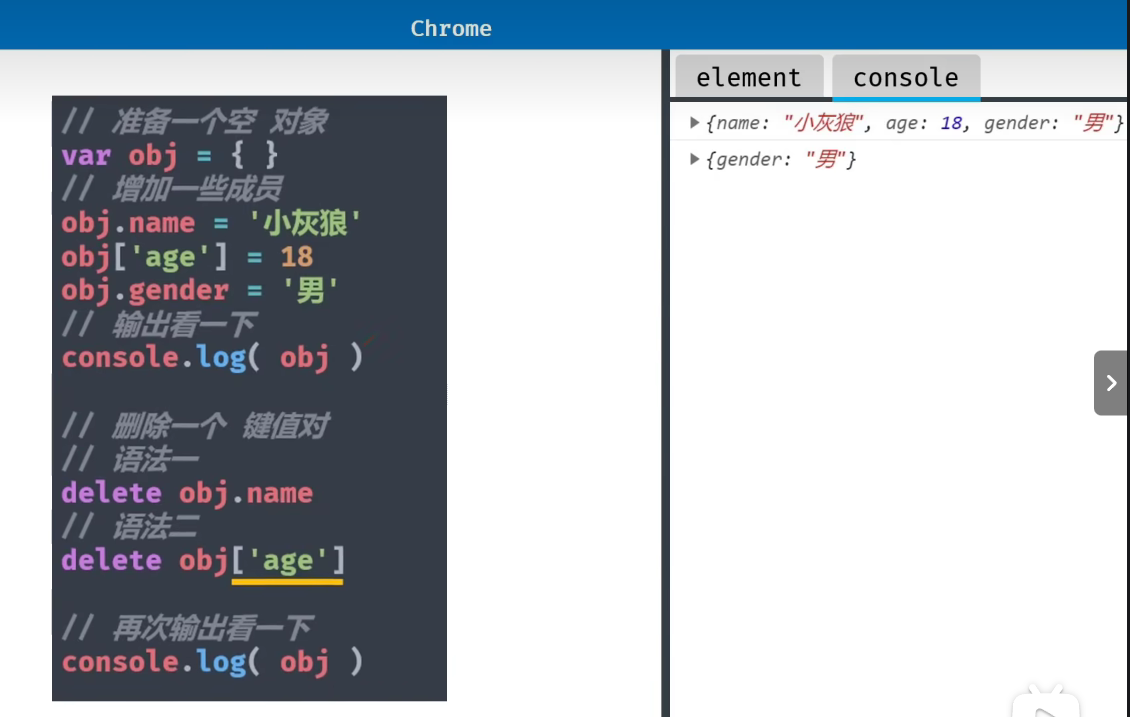 Chrome
// 准备一个空 对象
var obj = { }
// 增加一些成员
obj.name = '小灰狼'
obj['age'] = 18
obj.gender = '男'
// 输出看一下
console.log( obj )
// 删除一个 键值对
// 语法一
delete obj.name
// 语法二
delete obj['age']
// 再次输出看一下
console.log( obj )
element console
{name: "小灰狼", age: 18, gender: "男"}
{gender: "男"}